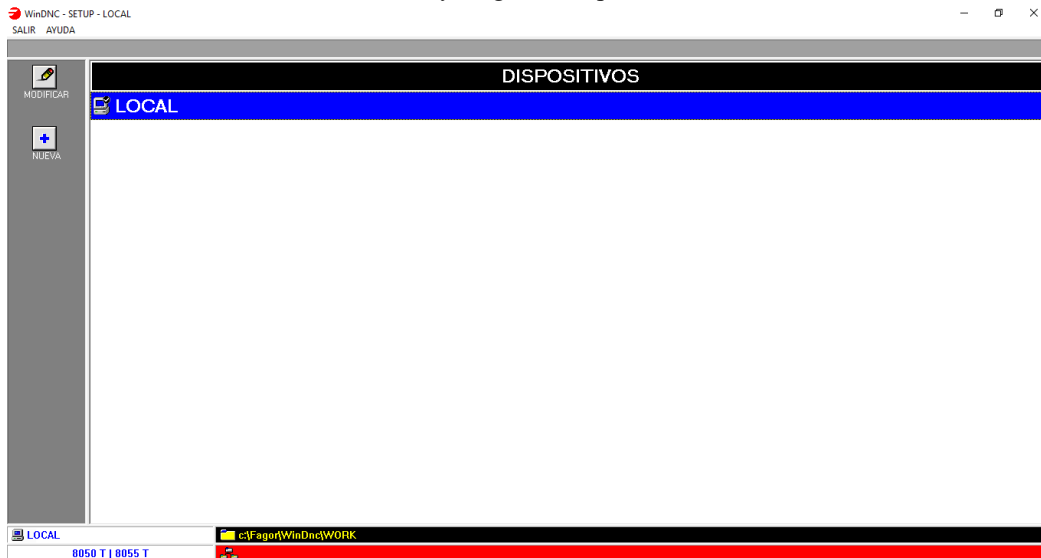 WinDNC - SETUP - LOCAL
SALIR AYUDA
DISPOSITIVOS
MODIFICAR
LOCAL
NUEVA
LOCAL
c:\Fagor\WinDnc\WORK
8050 T | 8055 T